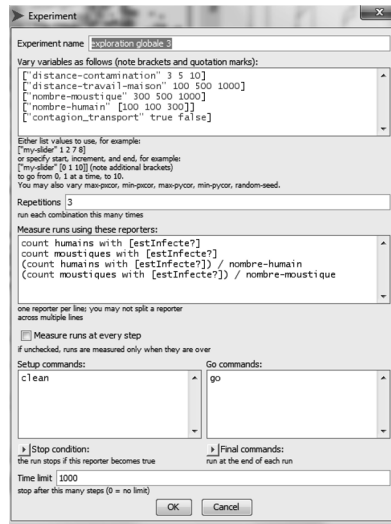 Experiment
x
Experiment name exploration globale 3
Vary variables as follows (note brackets and quotation marks):
["distance-contamination" 3 5 10]
["distance-travail-maison" 100 500 1000]
["nombre-moustique" 300 500 1000]
["nombre-humain" [100 100 300]]
["contagion_transport" true false]
Either list values to use, for example:
["my-slider" 1 2 7 8]
or specify start, increment, and end, for example:
["my-slider" [0 1 10]] (note additional brackets)
to go from 0, 1 at a time, to 10.
You may also vary max-pxcor, min-pxcor, max-pycor, min-pycor, random-seed.
Repetitions 3
run each combination this many times
Measure runs using these reporters:
count humains with [estInfecte?]
count moustiques with [estInfecte?]
(count humains with [estInfecte?]) / nombre-humain
(count moustiques with [estInfecte?]) / nombre-moustique
one reporter per line; you may not split a reporter
across multiple lines
Measure runs at every step
if unchecked, runs are measured only when they are over
Setup commands: Go commands:
clean go
Stop condition: Final commands:
the run stops if this reporter becomes true run at the end of each run
Time limit 1000
stop after this many steps (0 = no limit)
OK Cancel